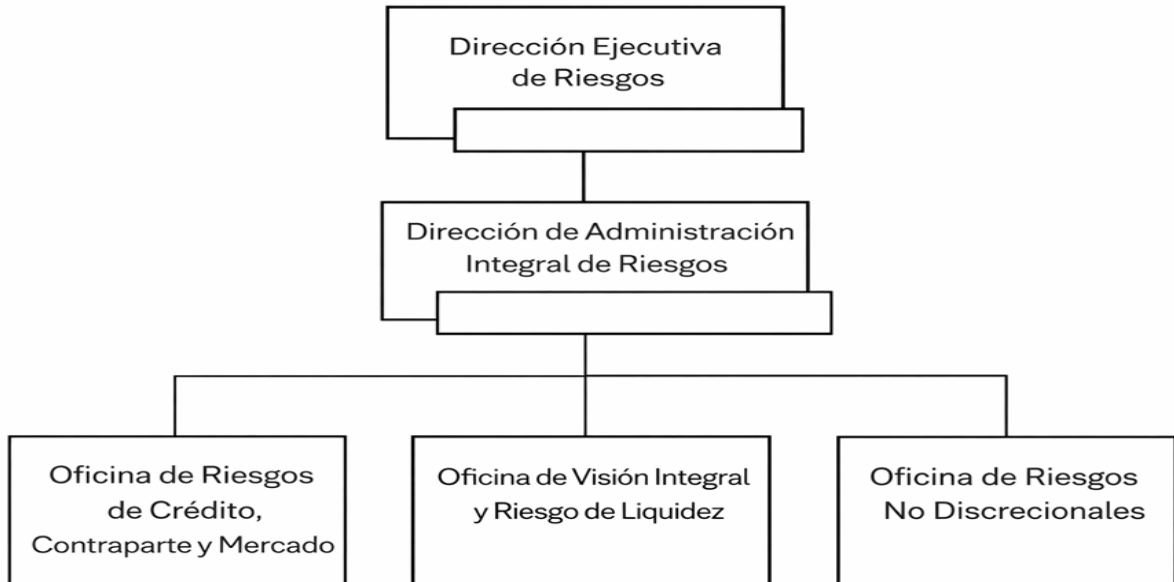 Dirección Ejecutiva
de Riesgos
Dirección de Administración
Integral de Riesgos
Oficina de Riesgos
de Crédito,
Contraparte y Mercado
Oficina de Visión Integral
y Riesgo de Liquidez
Oficina de Riesgos
No Discrecionales